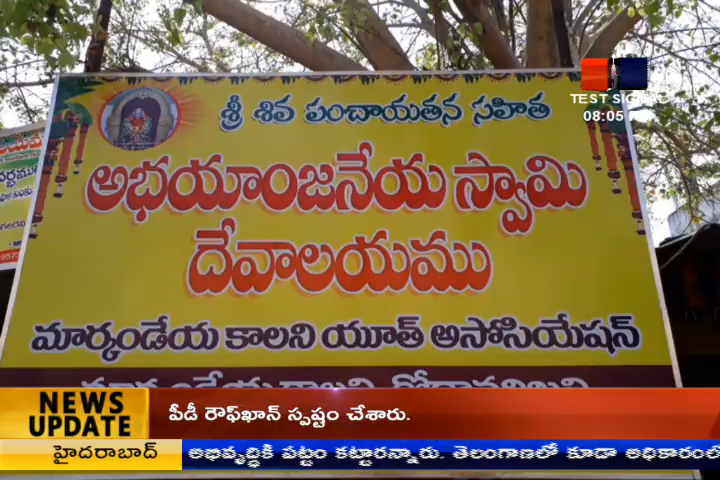 శ్రీ శివ పంచాయతన సహిత
అభయాంజనేయ స్వామి
దేవాలయము
మార్కండేయ కాలని యూత్ అసోసియేషన్
TEST SIGNAL
08:05
NEWS
UPDATE
పీడీ రౌఫ్‌ఖాన్ స్పష్టం చేశారు.
హైదరాబాద్
అభివృద్ధికి పట్టం కట్టారన్నారు. తెలంగాణలో కూడా అధికారంలో